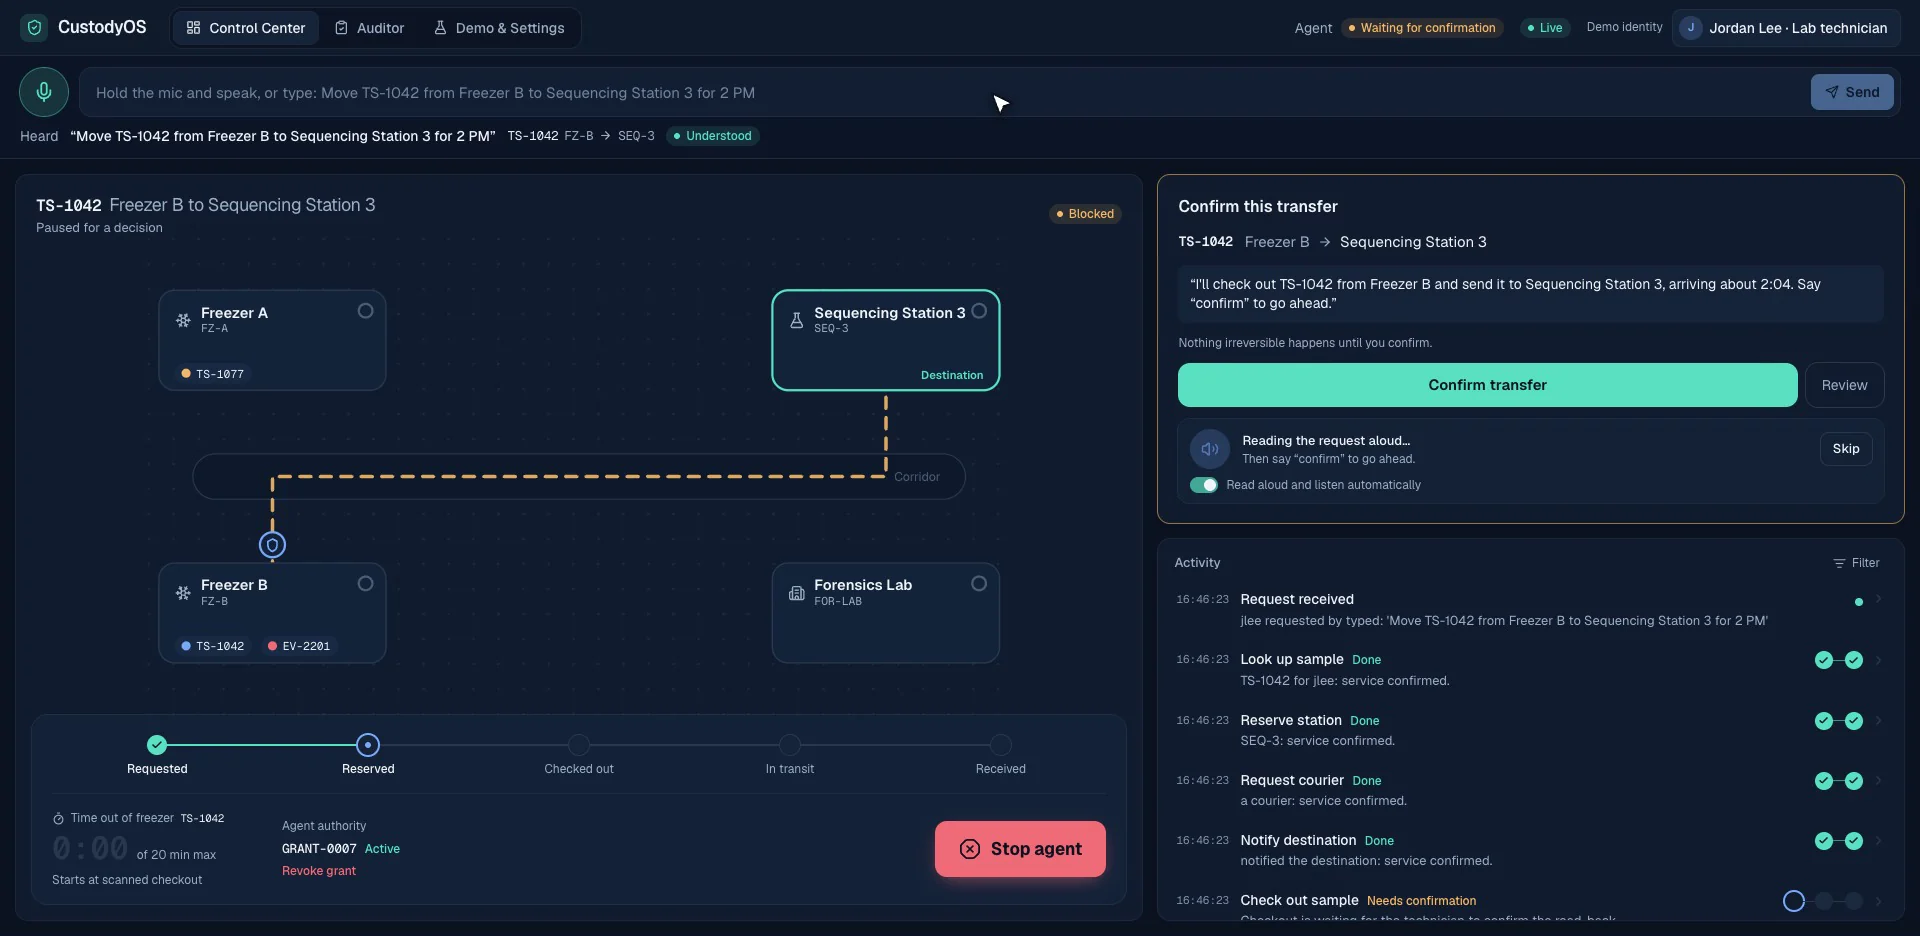 CustodyOS
Control Center
Auditor
Demo & Settings
Agent
Waiting for confirmation
Live
Demo identity
J
Jordan Lee · Lab technician
Hold the mic and speak, or type: Move TS-1042 from Freezer B to Sequencing Station 3 for 2 PM
Send
Heard “Move TS-1042 from Freezer B to Sequencing Station 3 for 2 PM” TS-1042 FZ-B → SEQ-3 Understood
TS-1042 Freezer B to Sequencing Station 3
Paused for a decision
Blocked
Freezer A
FZ-A
TS-1077
Sequencing Station 3
SEQ-3
Destination
Corridor
Freezer B
FZ-B
TS-1042
EV-2201
Forensics Lab
FOR-LAB
Requested
Reserved
Checked out
In transit
Received
Time out of freezer TS-1042
0:00 of 20 min max
Starts at scanned checkout
Agent authority
GRANT-0007 Active
Revoke grant
Stop agent
Confirm this transfer
TS-1042 Freezer B → Sequencing Station 3
“I'll check out TS-1042 from Freezer B and send it to Sequencing Station 3, arriving about 2:04. Say
“confirm” to go ahead.”
Nothing irreversible happens until you confirm.
Confirm transfer
Review
Reading the request aloud…
Then say “confirm” to go ahead.
Skip
Read aloud and listen automatically
Activity
Filter
16:46:23 Request received
jlee requested by typed: 'Move TS-1042 from Freezer B to Sequencing Station 3 for 2 PM'
16:46:23 Look up sample Done
TS-1042 for jlee: service confirmed.
16:46:23 Reserve station Done
SEQ-3: service confirmed.
16:46:23 Request courier Done
a courier: service confirmed.
16:46:23 Notify destination Done
notified the destination: service confirmed.
16:46:23 Check out sample Needs confirmation
Checkout is waiting for the technician to confirm the read-back.